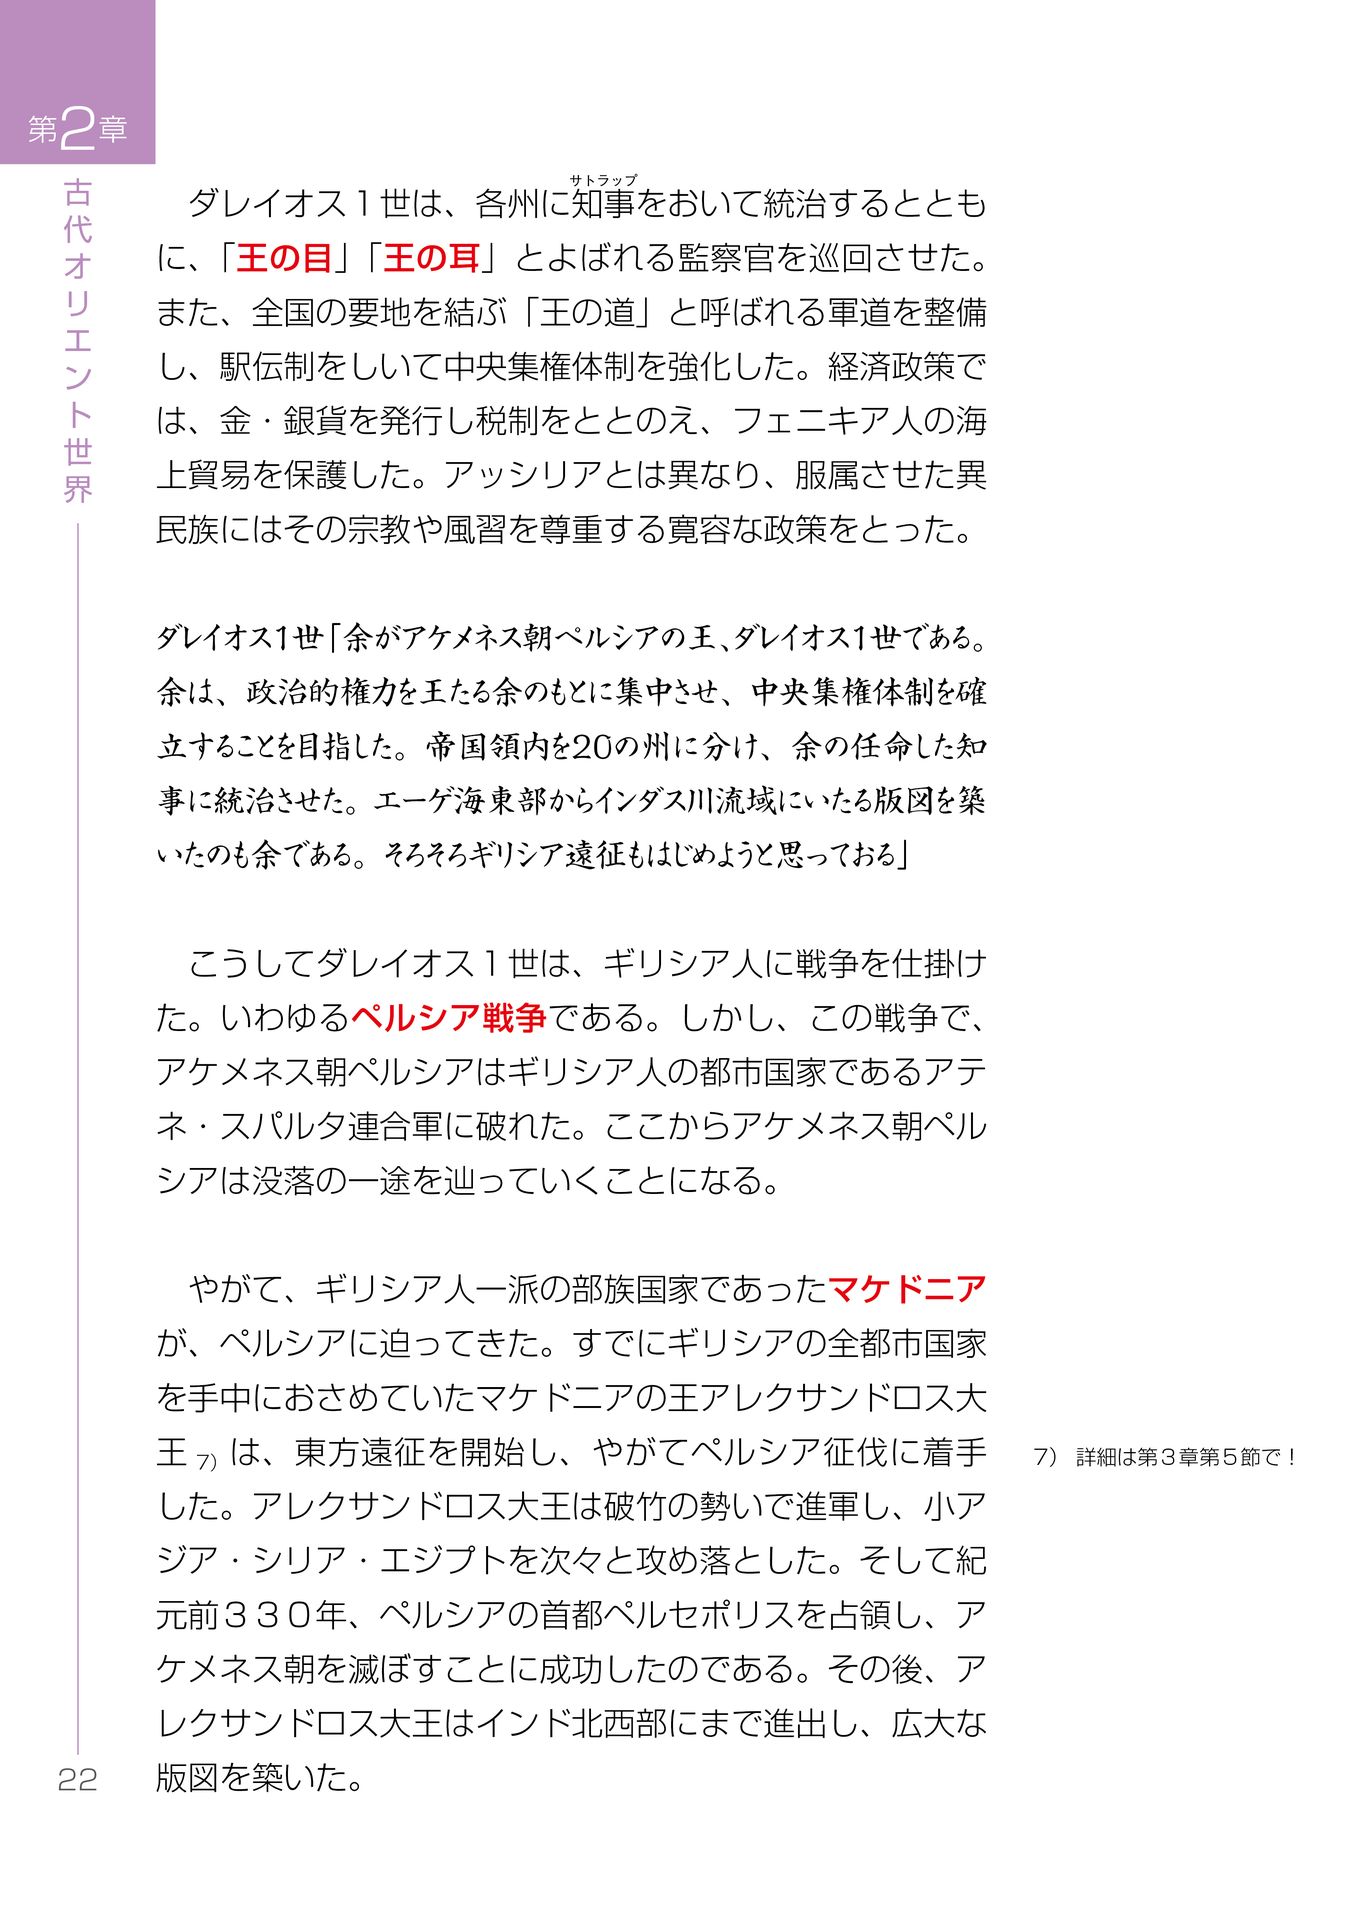 第2章
古代オリエント世界
サトラップ
　ダレイオス１世は、各州に知事をおいて統治するととも
に、「王の目」「王の耳」とよばれる監察官を巡回させた。
また、全国の要地を結ぶ「王の道」と呼ばれる軍道を整備
し、駅伝制をしいて中央集権体制を強化した。経済政策で
は、金・銀貨を発行し税制をととのえ、フェニキア人の海
上貿易を保護した。アッシリアとは異なり、服属させた異
民族にはその宗教や風習を尊重する寛容な政策をとった。
ダレイオス1世「余がアケメネス朝ペルシアの王、ダレイオス1世である。
余は、政治的権力を王たる余のもとに集中させ、中央集権体制を確
立することを目指した。帝国領内を20の州に分け、余の任命した知
事に統治させた。エーゲ海東部からインダス川流域にいたる版図を築
いたのも余である。そろそろギリシア遠征もはじめようと思っておる」
　こうしてダレイオス１世は、ギリシア人に戦争を仕掛け
た。いわゆるペルシア戦争である。しかし、この戦争で、
アケメネス朝ペルシアはギリシア人の都市国家であるアテ
ネ・スパルタ連合軍に破れた。ここからアケメネス朝ペル
シアは没落の一途を辿っていくことになる。
　やがて、ギリシア人一派の部族国家であったマケドニア
が、ペルシアに迫ってきた。すでにギリシアの全都市国家
を手中におさめていたマケドニアの王アレクサンドロス大
王 7) は、東方遠征を開始し、やがてペルシア征伐に着手
した。アレクサンドロス大王は破竹の勢いで進軍し、小ア
ジア・シリア・エジプトを次々と攻め落とした。そして紀
元前３３０年、ペルシアの首都ペルセポリスを占領し、ア
ケメネス朝を滅ぼすことに成功したのである。その後、ア
レクサンドロス大王はインド北西部にまで進出し、広大な
版図を築いた。
7） 詳細は第３章第５節で！
22